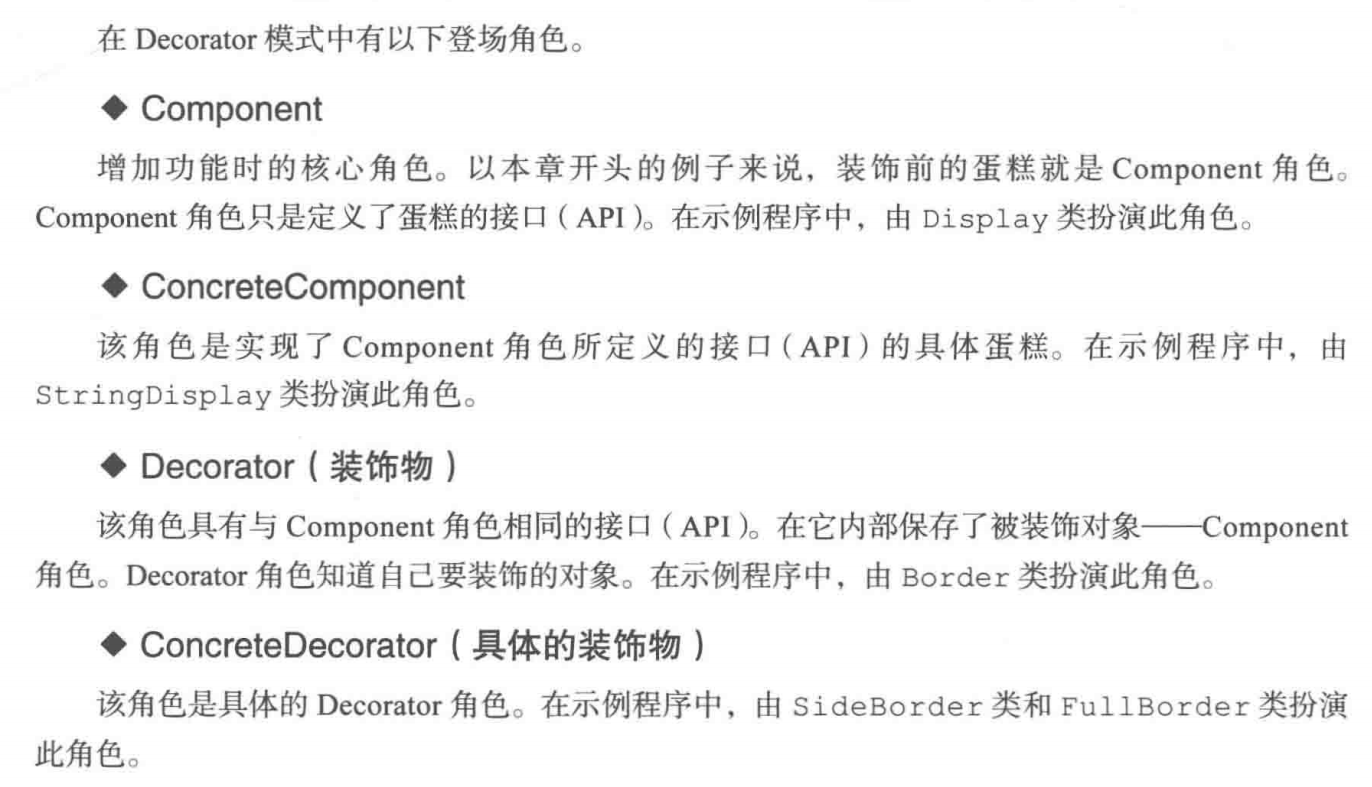 在 Decorator 模式中有以下登场角色。
◆ Component
增加功能时的核心角色。以本章开头的例子来说，装饰前的蛋糕就是 Component 角色。
Component 角色只是定义了蛋糕的接口（API）。在示例程序中，由 Display 类扮演此角色。
◆ ConcreteComponent
该角色是实现了 Component 角色所定义的接口（API）的具体蛋糕。在示例程序中，由
StringDisplay 类扮演此角色。
◆ Decorator（装饰物）
该角色具有与 Component 角色相同的接口（API）。在它内部保存了被装饰对象——Component
角色。Decorator 角色知道自己要装饰的对象。在示例程序中，由 Border 类扮演此角色。
◆ ConcreteDecorator（具体的装饰物）
该角色是具体的 Decorator 角色。在示例程序中，由 SideBorder 类和 FullBorder 类扮演
此角色。